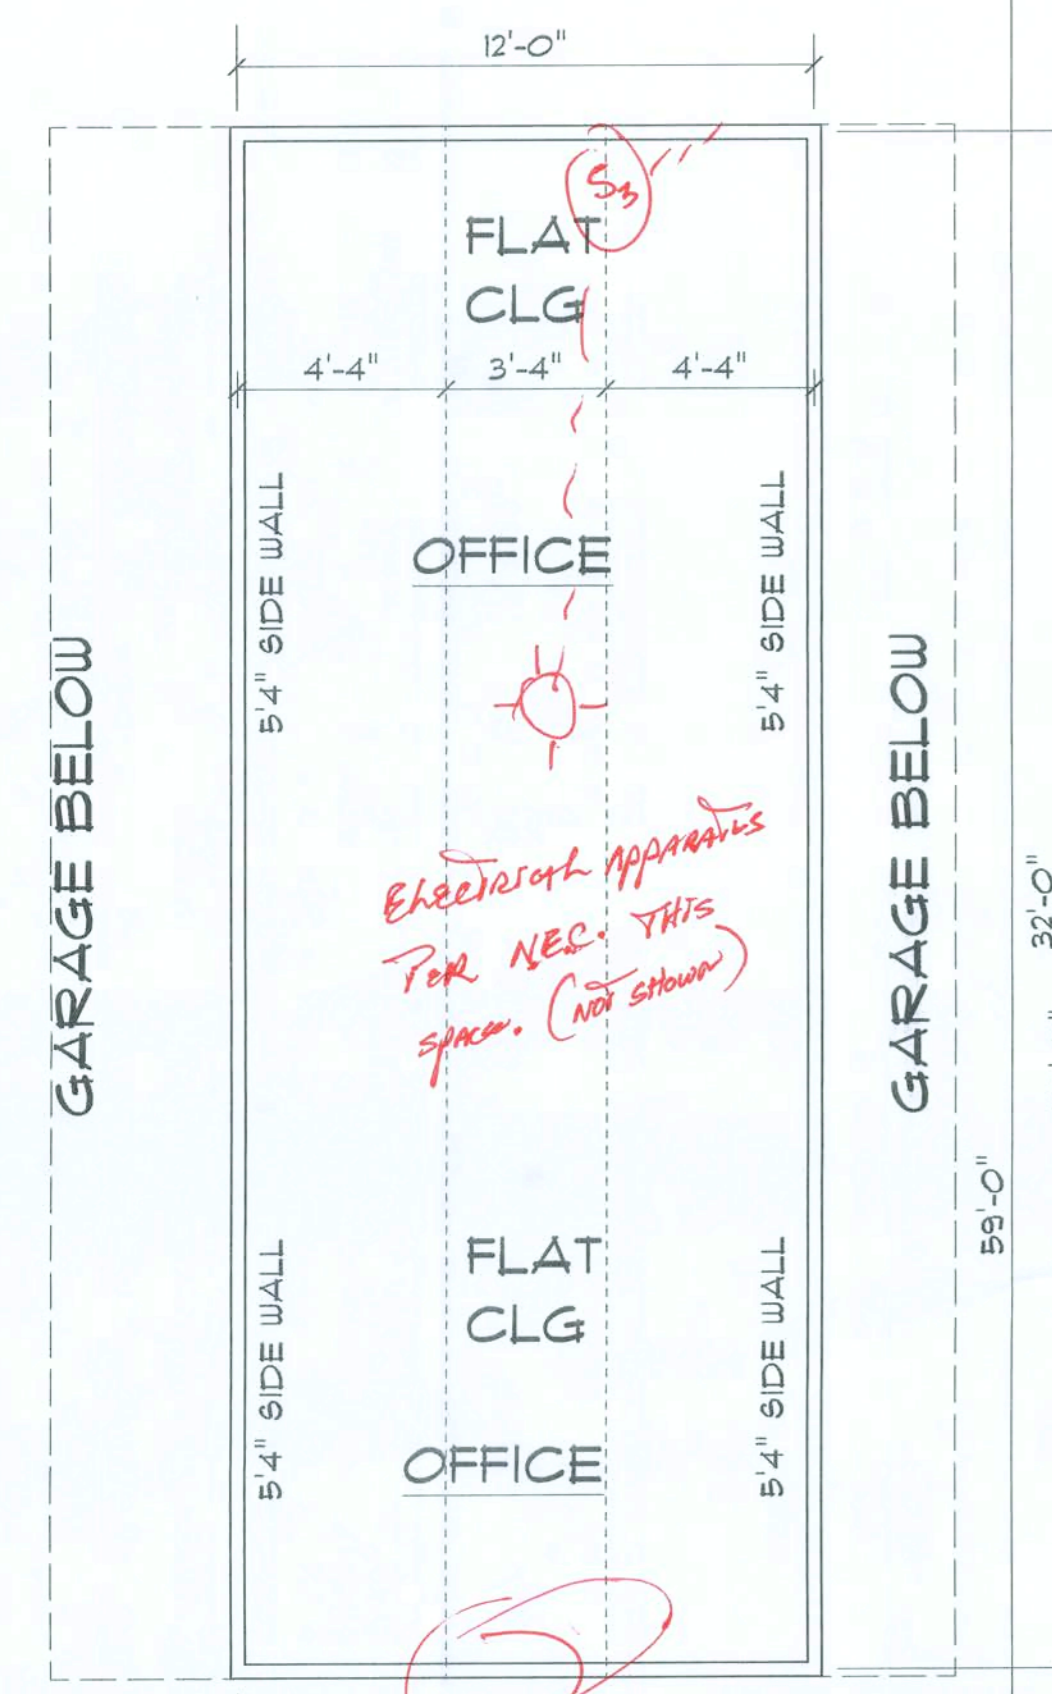 12'-0"
S3
FLAT
CLG
4'-4" 3'-4" 4'-4"
5'4" SIDE WALL
OFFICE
5'4" SIDE WALL
GARAGE BELOW
GARAGE BELOW
ELECTRICAL APPARATUS
PER NEC. THIS
SPACE. (NOT SHOWN)
32'-0"
59'-0"
FLAT
CLG
5'4" SIDE WALL
5'4" SIDE WALL
OFFICE